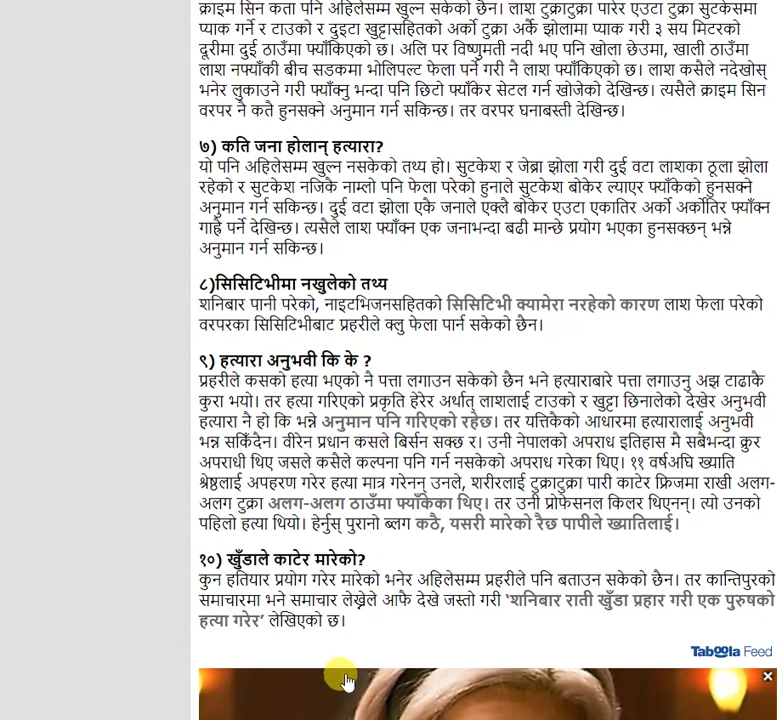 क्राइम सिन कता पनि अहिलेसम्म खुल्न सकेको छैन। लाश टुक्राटुक्रा पारेर एउटा टुक्रा सुटकेसमा
प्याक गर्ने र टाउको र दुइटा खुट्टासहितको अर्को टुक्रा अर्कै झोलामा प्याक गरी ३ सय मिटरको
दूरीमा दुई ठाउँमा फ्याँकिएको छ। अलि पर विष्णुमती नदी भए पनि खोला छेउमा, खाली ठाउँमा
लाश नफ्याँकी बीच सडकमा भोलिपल्ट फेला पर्ने गरी नै लाश फ्याँकिएको छ। लाश कसैले नदेखोस्
भनेर लुकाउने गरी फ्याँक्नु भन्दा पनि छिटो फ्याँकेर सेटल गर्न खोजेको देखिन्छ। त्यसैले क्राइम सिन
वरपर नै कतै हुनसक्ने अनुमान गर्न सकिन्छ। तर वरपर घनाबस्ती देखिन्छ।
७) कति जना होलान् हत्यारा?
यो पनि अहिलेसम्म खुल्न नसकेको तथ्य हो। सुटकेश र जेब्रा झोला गरी दुई वटा लाशका ठूला झोला
रहेको र सुटकेश नजिकै नाम्लो पनि फेला परेको हुनाले सुटकेश बोकेर ल्याएर फ्याँकेको हुनसक्ने
अनुमान गर्न सकिन्छ। दुई वटा झोला एकै जनाले एक्लै बोकेर एउटा एकातिर अर्को अर्कोतिर फ्याँक्न
गाह्रै पर्ने देखिन्छ। त्यसैले लाश फ्याँक्न एक जनाभन्दा बढी मान्छे प्रयोग भएका हुनसक्छन् भन्ने
अनुमान गर्न सकिन्छ।
८)सिसिटिभीमा नखुलेको तथ्य
शनिबार पानी परेको, नाइटभिजनसहितको सिसिटिभी क्यामेरा नरहेको कारण लाश फेला परेको
वरपरका सिसिटिभीबाट प्रहरीले क्लु फेला पार्न सकेको छैन।
९) हत्यारा अनुभवी कि के ?
प्रहरीले कसको हत्या भएको नै पत्ता लगाउन सकेको छैन भने हत्याराबारे पत्ता लगाउनु अझ टाढाकै
कुरा भयो। तर हत्या गरिएको प्रकृति हेरेर अर्थात् लाशलाई टाउको र खुट्टा छिनालेको देखेर अनुभवी
हत्यारा नै हो कि भन्ने अनुमान पनि गरिएको रहेछ। तर यत्तिकैको आधारमा हत्यारालाई अनुभवी
भन्न सकिँदैन। वीरेन प्रधान कसले बिर्सन सक्छ र। उनी नेपालको अपराध इतिहास मै सबैभन्दा क्रुर
अपराधी थिए जसले कसैले कल्पना पनि गर्न नसकेको अपराध गरेका थिए। ११ वर्षअघि ख्याति
श्रेष्ठलाई अपहरण गरेर हत्या मात्र गरेनन् उनले, शरीरलाई टुक्राटुक्रा पारी काटेर फ्रिजमा राखी अलग-
अलग टुक्रा अलग-अलग ठाउँमा फ्याँकेका थिए। तर उनी प्रोफेसनल किलर थिएनन्। त्यो उनको
पहिलो हत्या थियो। हेर्नुस् पुरानो ब्लग कठै, यसरी मारेको रैछ पापीले ख्यातिलाई।
१०) खुँडाले काटेर मारेको?
कुन हतियार प्रयोग गरेर मारेको भनेर अहिलेसम्म प्रहरीले पनि बताउन सकेको छैन। तर कान्तिपुरको
समाचारमा भने समाचार लेख्नेले आफै देखे जस्तो गरी ‘शनिबार राती खुँडा प्रहार गरी एक पुरुषको
हत्या गरेर’ लेखिएको छ।
Taboola Feed